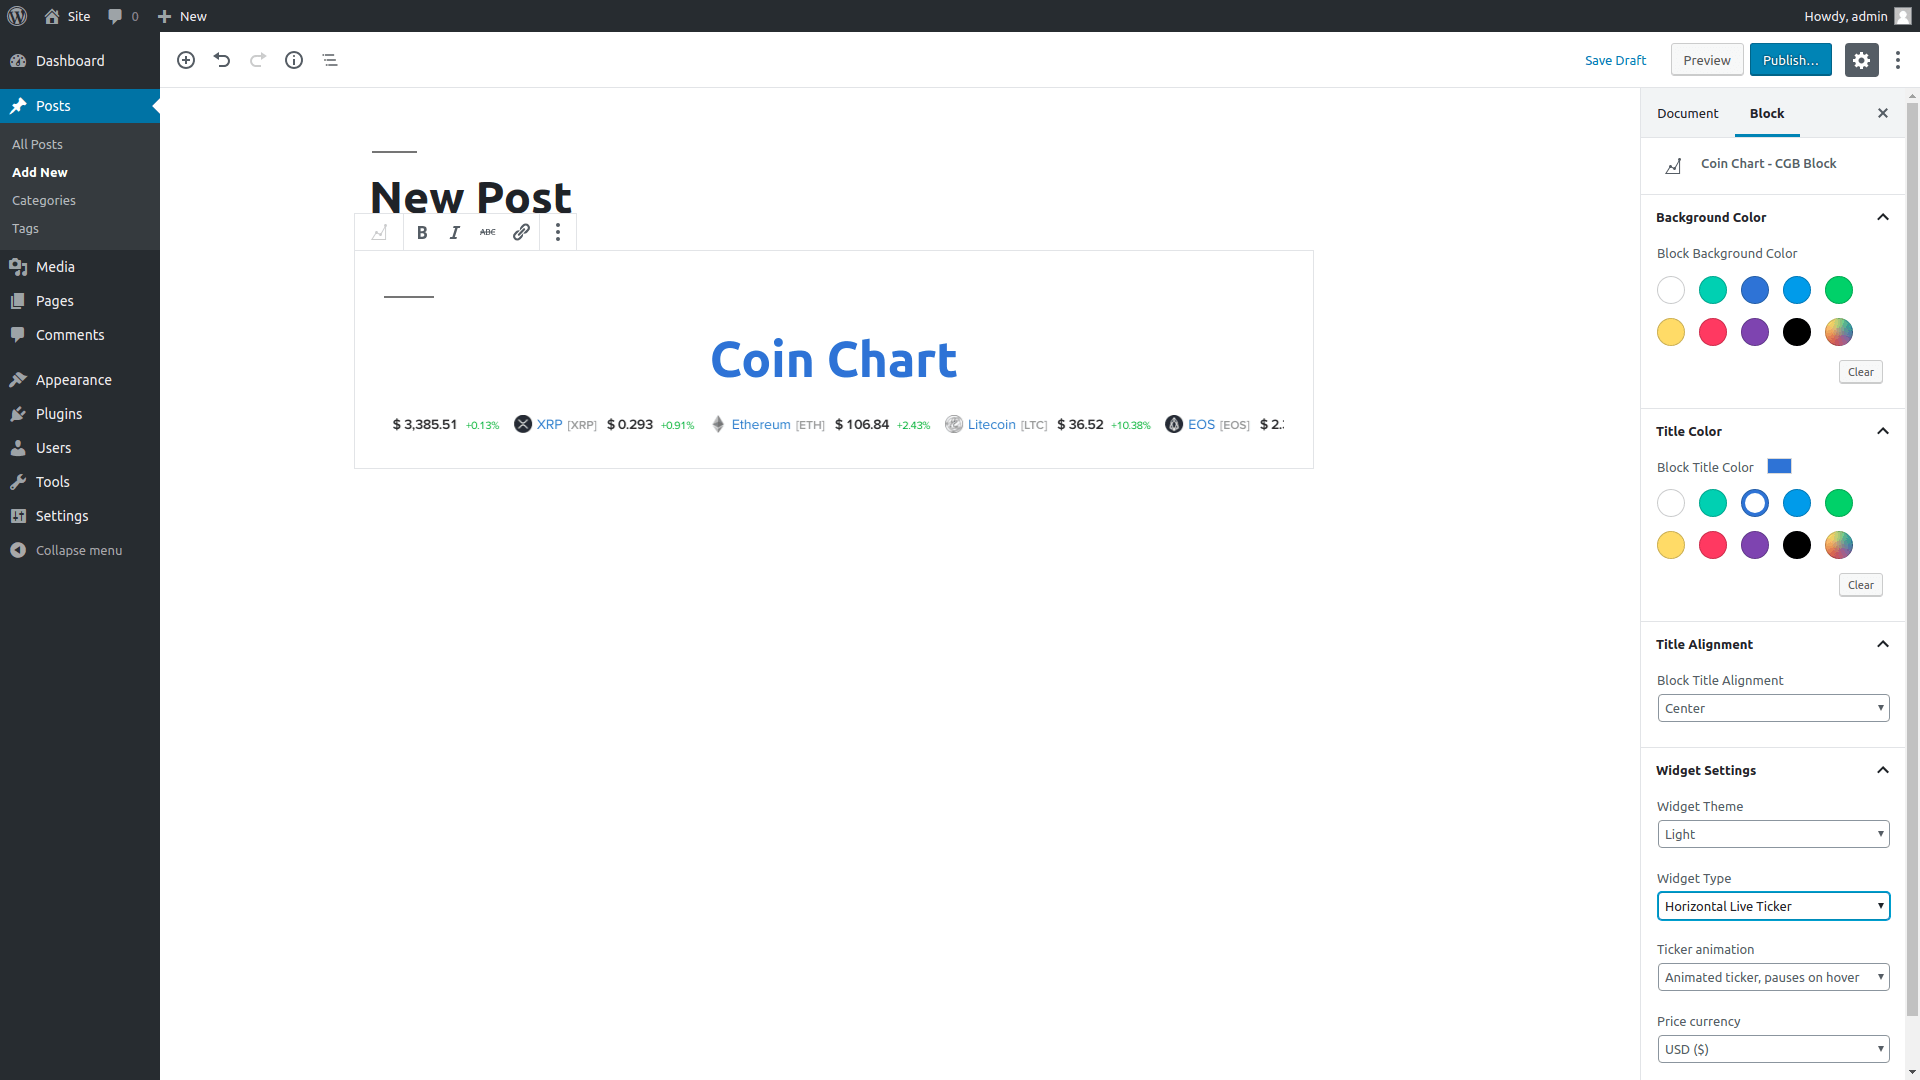 Site 0 New Howdy, admin
Dashboard
Posts
All Posts
Add New
Categories
Tags
Media
Pages
Comments
Appearance
Plugins
Users
Tools
Settings
Collapse menu
Save Draft Preview Publish...
New Post
B I ABC
Coin Chart
$ 3,385.51 +0.13% XRP [XRP] $ 0.293 +0.91% Ethereum [ETH] $ 106.84 +2.43% Litecoin [LTC] $ 36.52 +10.38% EOS [EOS] $ 2.
Document Block
Coin Chart - CGB Block
Background Color
Block Background Color
Clear
Title Color
Block Title Color
Clear
Title Alignment
Block Title Alignment
Center
Widget Settings
Widget Theme
Light
Widget Type
Horizontal Live Ticker
Ticker animation
Animated ticker, pauses on hover
Price currency
USD ($)